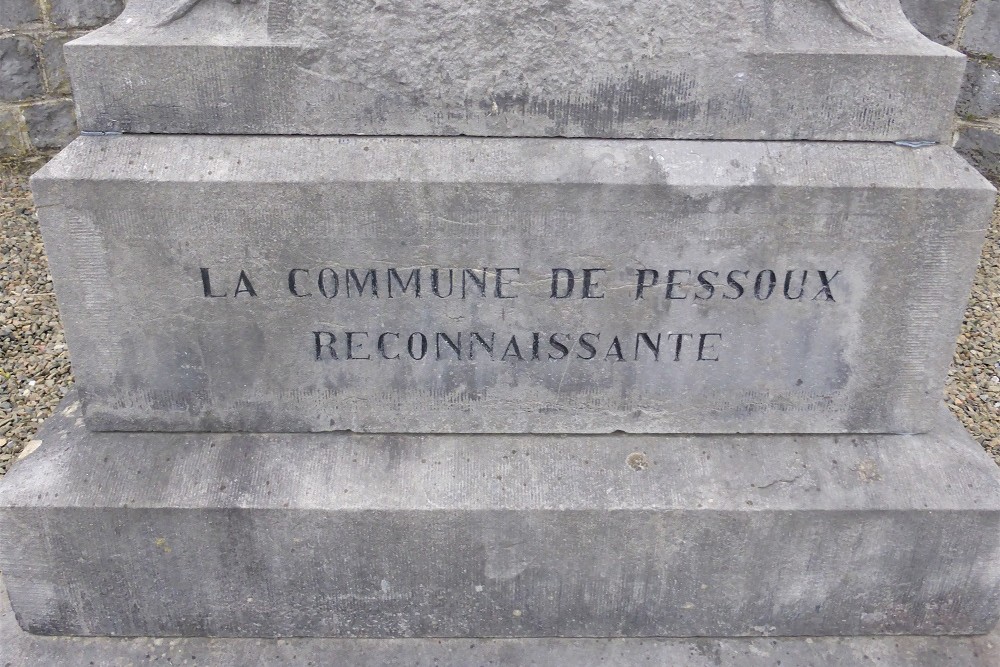 LA COMMUNE DE PESSOUX
RECONNAISSANTE